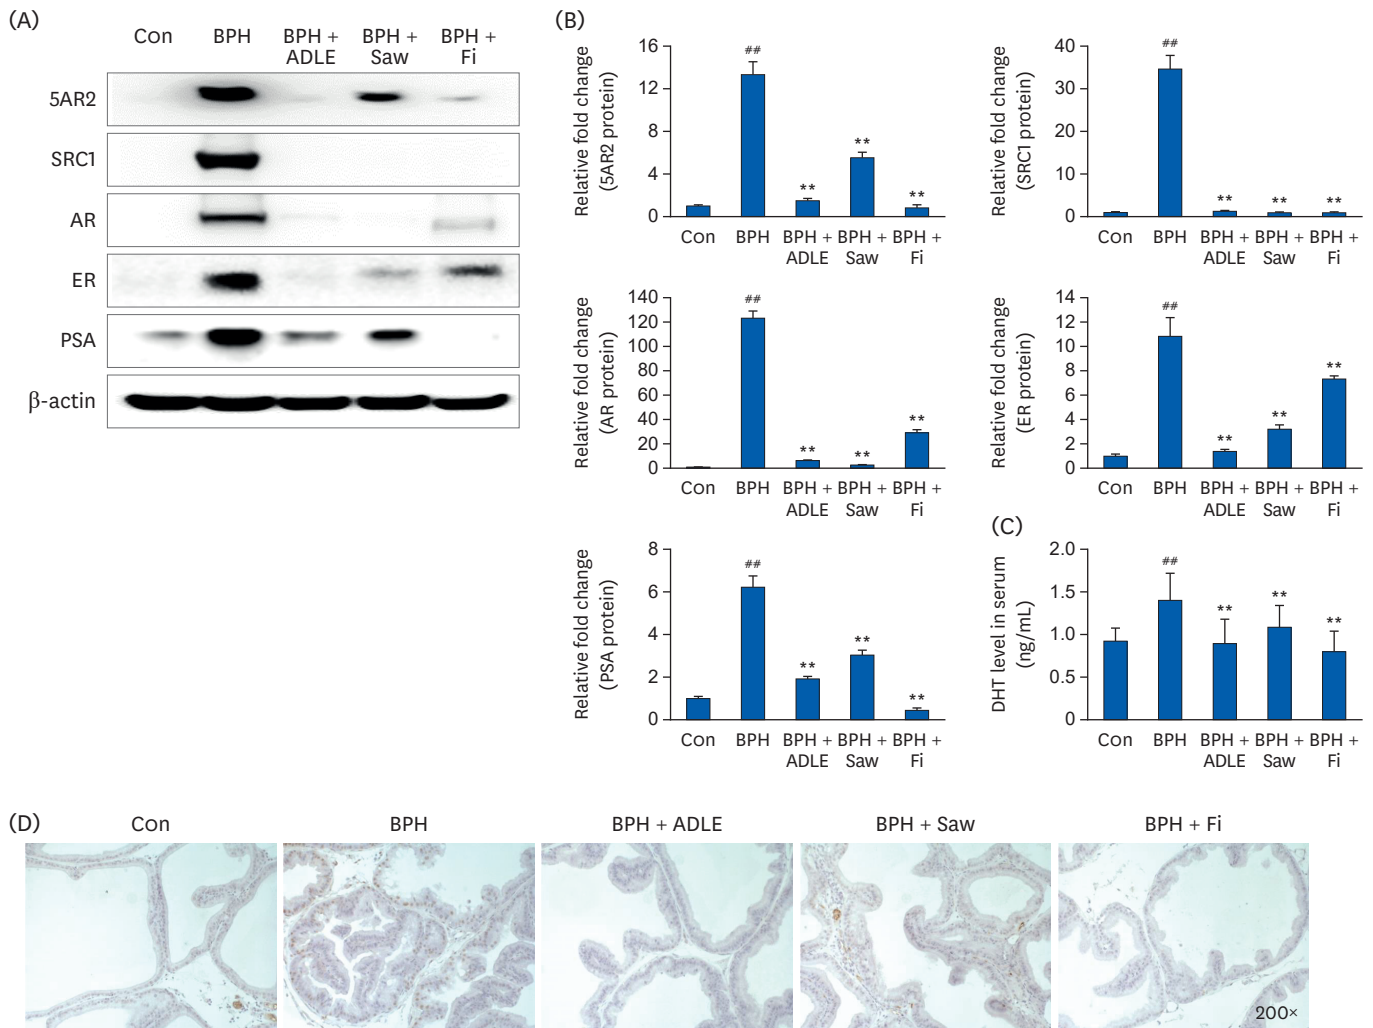 (A)
Con BPH BPH + ADLE BPH + Saw BPH + Fi
5AR2
SRC1
AR
ER
PSA
β-actin
(B)
Relative fold change
(5AR2 protein)
16
12
8
4
0
##
**
**
**
Con BPH BPH + BPH + BPH +
ADLE Saw Fi
Relative fold change
(SRC1 protein)
40
30
20
10
0
##
** ** **
Con BPH BPH + BPH + BPH +
ADLE Saw Fi
Relative fold change
(AR protein)
140
120
100
80
60
40
20
0
##
**
**
**
Con BPH BPH + BPH + BPH +
ADLE Saw Fi
Relative fold change
(ER protein)
14
12
10
8
6
4
2
0
##
**
**
**
Con BPH BPH + BPH + BPH +
ADLE Saw Fi
Relative fold change
(PSA protein)
8
6
4
2
0
##
**
**
**
Con BPH BPH + BPH + BPH +
ADLE Saw Fi
(C)
DHT level in serum
(ng/mL)
2.0
1.5
1.0
0.5
0
##
**
**
**
Con BPH BPH + BPH + BPH +
ADLE Saw Fi
(D)
Con BPH BPH + ADLE BPH + Saw BPH + Fi
200×